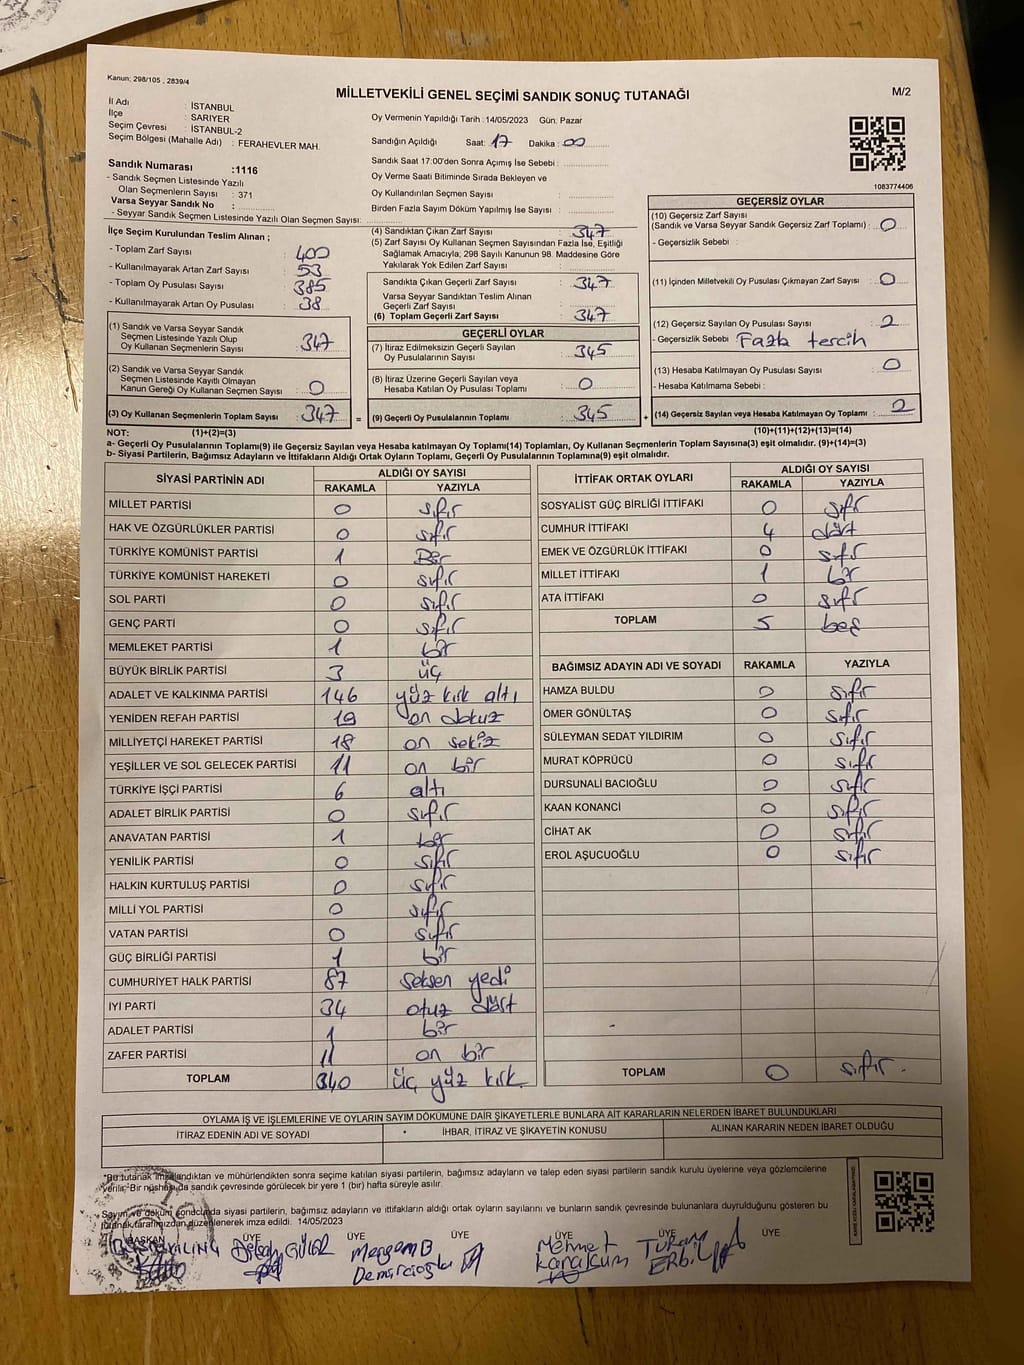 Kanun: 298/105 , 2839/4
MİLLETVEKİLİ GENEL SEÇİMİ SANDIK SONUÇ TUTANAĞI
M/2
İl Adı : İSTANBUL
İlçe : SARIYER
Seçim Çevresi : İSTANBUL-2
Seçim Bölgesi (Mahalle Adı) : FERAHEVLER MAH.
Oy Vermenin Yapıldığı Tarih : 14/05/2023 Gün: Pazar
Sandığın Açıldığı Saat: 17 Dakika : 00
Sandık Saat 17:00'den Sonra Açımış İse Sebebi :
Oy Verme Saati Bitiminde Sırada Bekleyen ve
Oy Kullandırılan Seçmen Sayısı :
Birden Fazla Sayım Döküm Yapılmış İse Sayısı :
1083774406
Sandık Numarası :1116
- Sandık Seçmen Listesinde Yazılı
Olan Seçmenlerin Sayısı : 371
Varsa Seyyar Sandık No :
- Seyyar Sandık Seçmen Listesinde Yazılı Olan Seçmen Sayısı:
İlçe Seçim Kurulundan Teslim Alınan ;
- Toplam Zarf Sayısı : 400
- Kullanılmayarak Artan Zarf Sayısı : 53
- Toplam Oy Pusulası Sayısı : 385
- Kullanılmayarak Artan Oy Pusulası : 38
(1) Sandık ve Varsa Seyyar Sandık
Seçmen Listesinde Yazılı Olup
Oy Kullanan Seçmenlerin Sayısı : 347
(2) Sandık ve Varsa Seyyar Sandık
Seçmen Listesinde Kayıtlı Olmayan
Kanun Gereği Oy Kullanan Seçmen Sayısı : 0
(3) Oy Kullanan Seçmenlerin Toplam Sayısı : 347
(4) Sandıktan Çıkan Zarf Sayısı : 347
(5) Zarf Sayısı Oy Kullanan Seçmen Sayısından Fazla İse, Eşitliği
Sağlamak Amacıyla; 298 Sayılı Kanunun 98. Maddesine Göre
Yakılarak Yok Edilen Zarf Sayısı :
Sandıkta Çıkan Geçerli Zarf Sayısı : 347
Varsa Seyyar Sandıktan Teslim Alınan
Geçerli Zarf Sayısı :
(6) Toplam Geçerli Zarf Sayısı : 347
GEÇERLİ OYLAR
(7) İtiraz Edilmeksizin Geçerli Sayılan
Oy Pusulalarının Sayısı : 345
(8) İtiraz Üzerine Geçerli Sayılan veya
Hesaba Katılan Oy Pusulası Toplamı : 0
= (9) Geçerli Oy Pusulalarının Toplamı : 345
GEÇERSİZ OYLAR
(10) Geçersiz Zarf Sayısı
(Sandık ve Varsa Seyyar Sandık Geçersiz Zarf Toplamı) : 0
- Geçersizlik Sebebi :
(11) İçinden Milletvekili Oy Pusulası Çıkmayan Zarf Sayısı : 0
(12) Geçersiz Sayılan Oy Pusulası Sayısı : 2
- Geçersizlik Sebebi : Fazla tercih
(13) Hesaba Katılmayan Oy Pusulası Sayısı : 0
- Hesaba Katılmama Sebebi :
+ (14) Geçersiz Sayılan veya Hesaba Katılmayan Oy Toplamı : 2
NOT: (1)+(2)=(3) (10)+(11)+(12)+(13)=(14)
a- Geçerli Oy Pusulalarının Toplamı(9) ile Geçersiz Sayılan veya Hesaba katılmayan Oy Toplamı(14) Toplamları, Oy Kullanan Seçmenlerin Toplam Sayısına(3) eşit olmalıdır. (9)+(14)=(3)
b- Siyasi Partilerin, Bağımsız Adayların ve İttifakların Aldığı Ortak Oyların Toplamı, Geçerli Oy Pusulalarının Toplamına(9) eşit olmalıdır.
SİYASİ PARTİNİN ADI ALDIĞI OY SAYISI
RAKAMLA YAZIYLA
MİLLET PARTİSİ 0 sıfır
HAK VE ÖZGÜRLÜKLER PARTİSİ 0 sıfır
TÜRKİYE KOMÜNİST PARTİSİ 1 Bir
TÜRKİYE KOMÜNİST HAREKETİ 0 sıfır
SOL PARTİ 0 sıfır
GENÇ PARTİ 0 sıfır
MEMLEKET PARTİSİ 1 bir
BÜYÜK BİRLİK PARTİSİ 3 üç
ADALET VE KALKINMA PARTİSİ 146 yüz kırk altı
YENİDEN REFAH PARTİSİ 19 on dokuz
MİLLİYETÇİ HAREKET PARTİSİ 18 on sekiz
YEŞİLLER VE SOL GELECEK PARTİSİ 11 on bir
TÜRKİYE İŞÇİ PARTİSİ 6 altı
ADALET BİRLİK PARTİSİ 0 sıfır
ANAVATAN PARTİSİ 1 bir
YENİLİK PARTİSİ 0 sıfır
HALKIN KURTULUŞ PARTİSİ 0 sıfır
MİLLİ YOL PARTİSİ 0 sıfır
VATAN PARTİSİ 0 sıfır
GÜÇ BİRLİĞİ PARTİSİ 1 bir
CUMHURİYET HALK PARTİSİ 87 seksen yedi
İYİ PARTİ 34 otuz dört
ADALET PARTİSİ 1 bir
ZAFER PARTİSİ 11 on bir
TOPLAM 340 üç yüz kırk
İTTİFAK ORTAK OYLARI ALDIĞI OY SAYISI
RAKAMLA YAZIYLA
SOSYALİST GÜÇ BİRLİĞİ İTTİFAKI 0 sıfır
CUMHUR İTTİFAKI 4 dört
EMEK VE ÖZGÜRLÜK İTTİFAKI 0 sıfır
MİLLET İTTİFAKI 1 bir
ATA İTTİFAKI 0 sıfır
TOPLAM 5 beş
BAĞIMSIZ ADAYIN ADI VE SOYADI RAKAMLA YAZIYLA
HAMZA BULDU 0 sıfır
ÖMER GÖNÜLTAŞ 0 sıfır
SÜLEYMAN SEDAT YILDIRIM 0 sıfır
MURAT KÖPRÜCÜ 0 sıfır
DURSUNALİ BACIOĞLU 0 sıfır
KAAN KONANCİ 0 sıfır
CİHAT AK 0 sıfır
EROL AŞUCUOĞLU 0 sıfır
TOPLAM 0 sıfır.
OYLAMA İŞ VE İŞLEMLERİNE VE OYLARIN SAYIM DÖKÜMÜNE DAİR ŞİKAYETLERLE BUNLARA AİT KARARLARIN NELERDEN İBARET BULUNDUKLARI
İTİRAZ EDENİN ADI VE SOYADI İHBAR, İTİRAZ VE ŞİKAYETİN KONUSU ALINAN KARARIN NEDEN İBARET OLDUĞU
*Bu tutanak imzalandıktan ve mühürlendikten sonra seçime katılan siyasi partilerin, bağımsız adayların ve talep eden siyasi partilerin sandık kurulu üyelerine veya gözlemcilerine
verilir. Bir nüshası da sandık çevresinde görülecek bir yere 1 (bir) hafta süreyle asılır.
Sayım ve döküm sonucunda siyasi partilerin, bağımsız adayların ve ittifakların aldığı ortak oyların sayılarını ve bunların sandık çevresinde bulunanlara duyrulduğunu gösteren bu
tutanak tarafımızdan düzenlenerek imza edildi. 14/05/2023
BAŞKAN ÜYE ÜYE ÜYE ÜYE ÜYE ÜYE
GÜLER Meryem B Mehmet Turan
Demircioğlu Karakum ERBİL